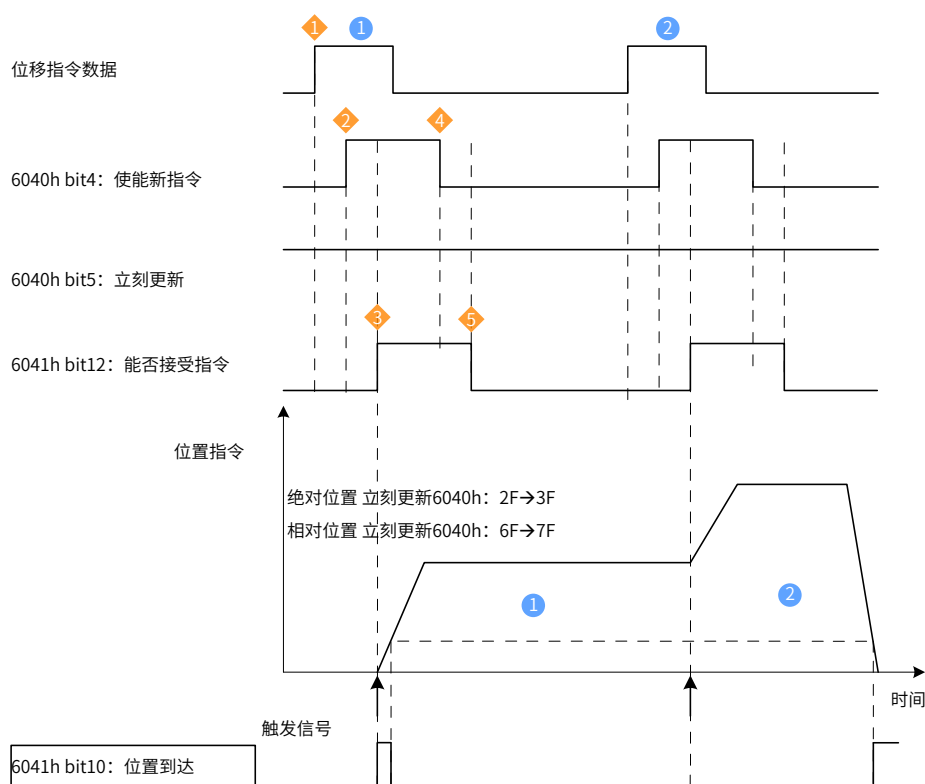 1 1 2
位移指令数据
2 4
6040h bit4：使能新指令
6040h bit5：立刻更新
3 5
6041h bit12：能否接受指令
位置指令
绝对位置 立刻更新6040h：2F→3F
相对位置 立刻更新6040h：6F→7F
1 2
时间
触发信号
6041h bit10：位置到达